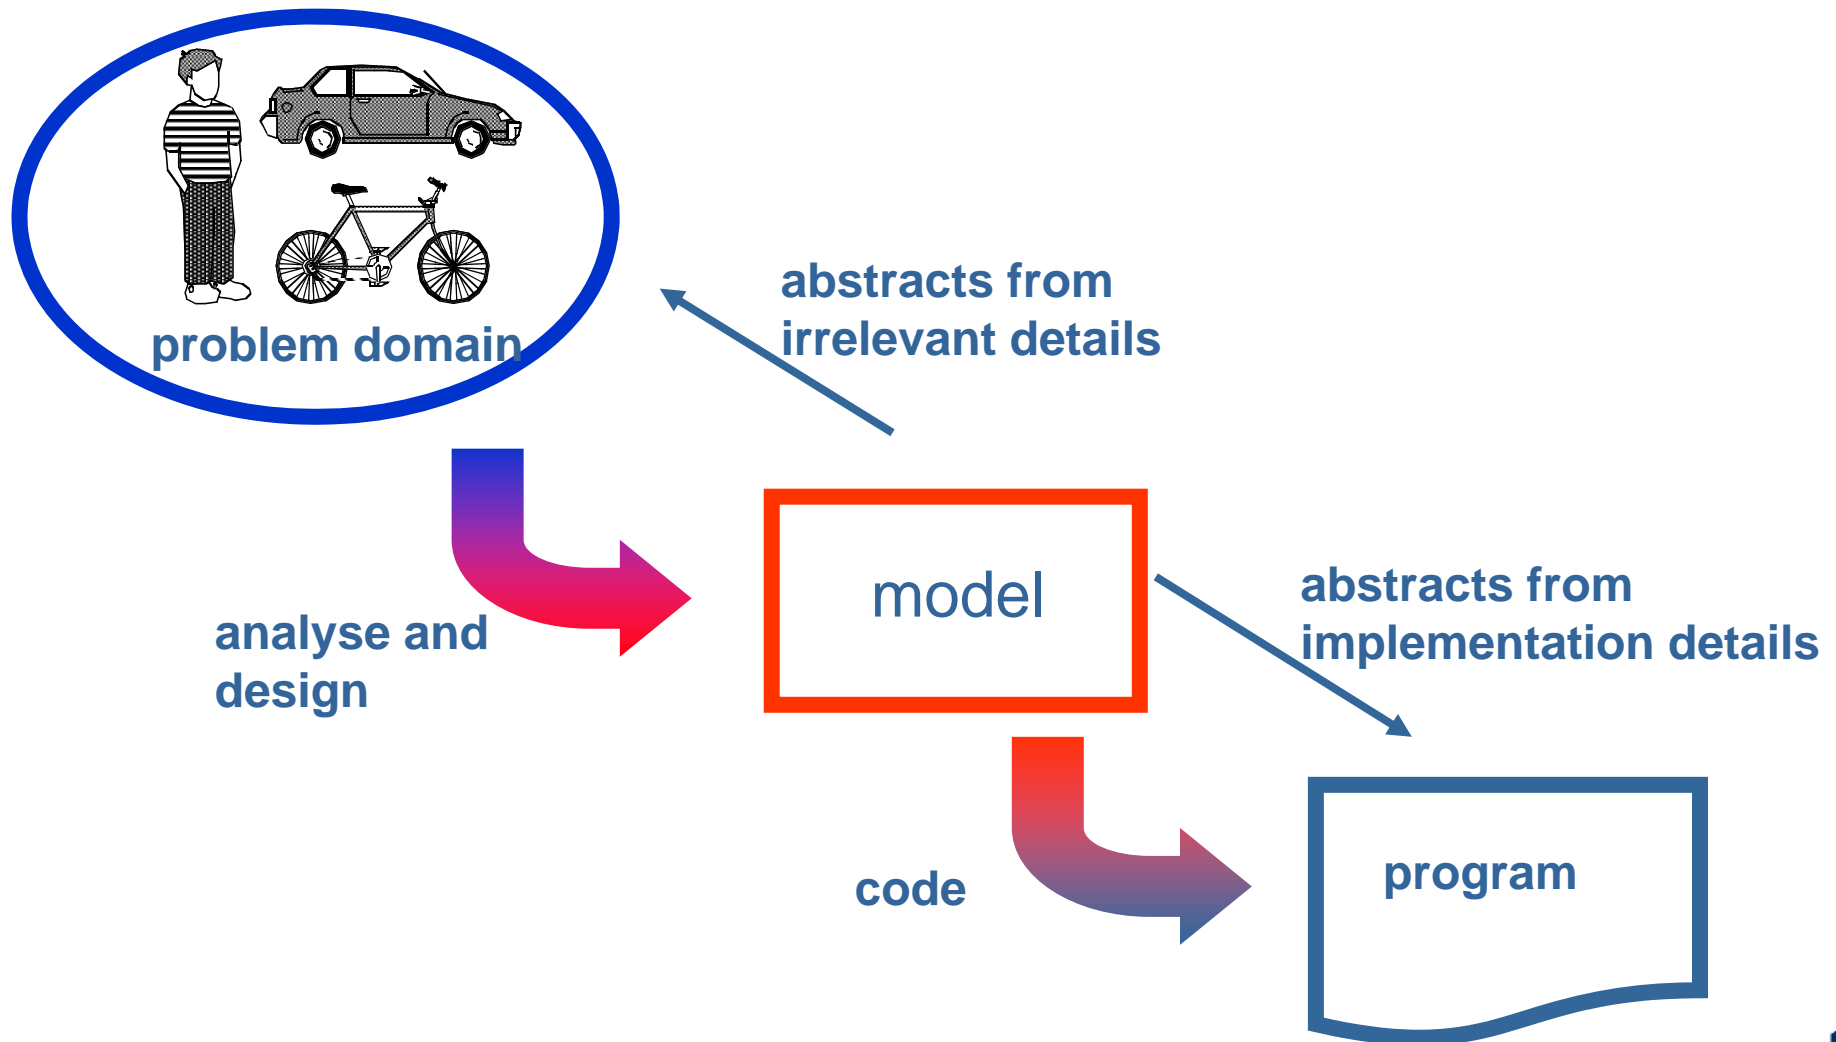 problem domain
abstracts from
irrelevant details
analyse and
design
model
abstracts from
implementation details
code
program